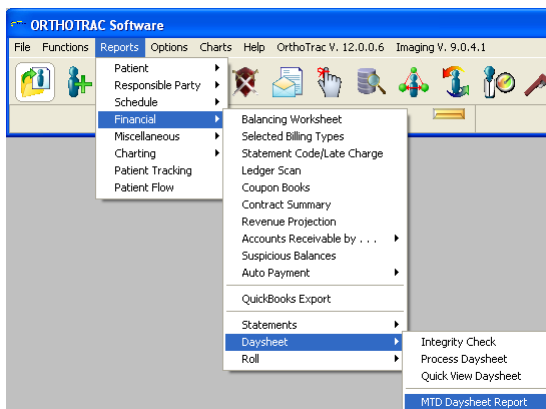 ORTHOTRAC Software
File Functions Reports Options Charts Help OrthoTrac V. 12.0.0.6 Imaging V. 9.0.4.1
Patient
Responsible Party
Schedule
Financial
Miscellaneous
Charting
Patient Tracking
Patient Flow
Balancing Worksheet
Selected Billing Types
Statement Code/Late Charge
Ledger Scan
Coupon Books
Contract Summary
Revenue Projection
Accounts Receivable by . . .
Suspicious Balances
Auto Payment
QuickBooks Export
Statements
Daysheet
Roll
Integrity Check
Process Daysheet
Quick View Daysheet
MTD Daysheet Report